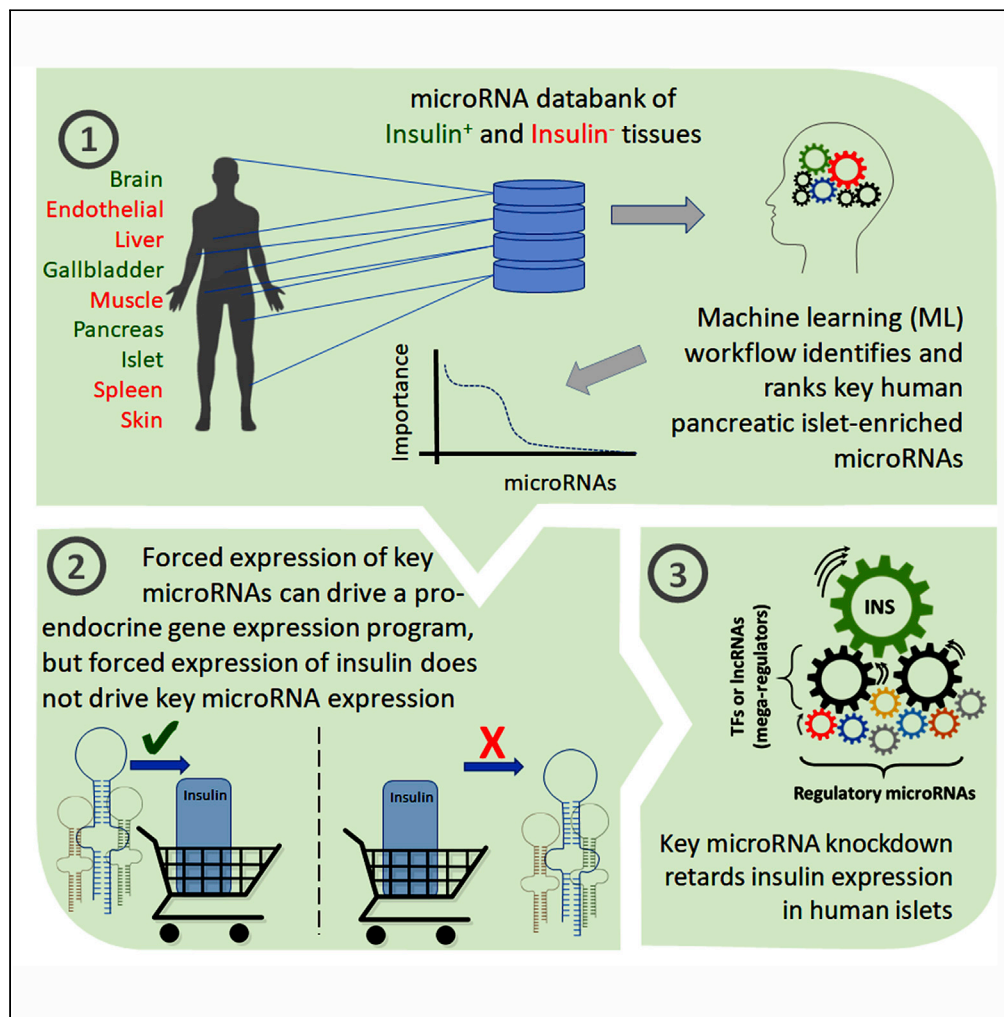 1
microRNA databank of
Insulin⁺ and Insulin⁻ tissues
Brain
Endothelial
Liver
Gallbladder
Muscle
Pancreas
Islet
Spleen
Skin
Machine learning (ML)
workflow identifies and
ranks key human
pancreatic islet-enriched
microRNAs
Importance
microRNAs
2
Forced expression of key
microRNAs can drive a pro-
endocrine gene expression program,
but forced expression of insulin does
not drive key microRNA expression
Insulin
X
Insulin
3
INS
TFs or lncRNAs
(mega-regulators)
Regulatory microRNAs
Key microRNA knockdown
retards insulin expression
in human islets